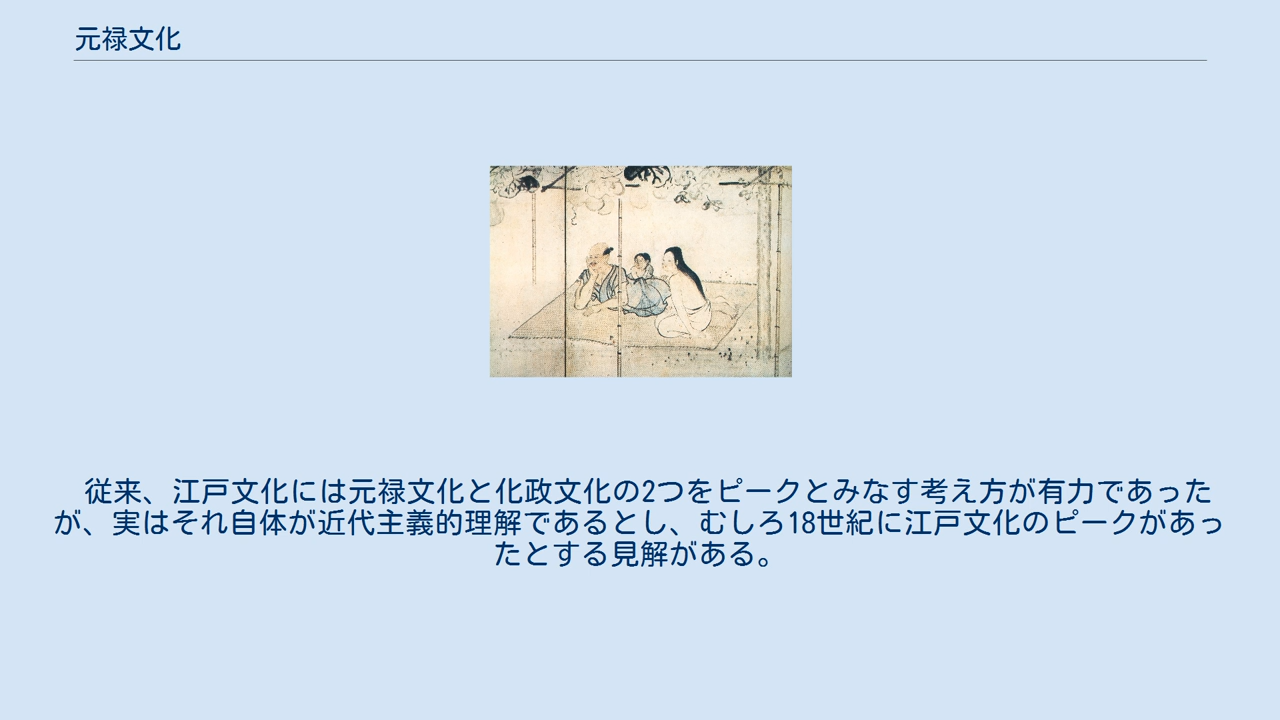 元禄文化
従来、江戸文化には元禄文化と化政文化の2つをピークとみなす考え方が有力であった
が、実はそれ自体が近代主義的理解であるとし、むしろ18世紀に江戸文化のピークがあっ
たとする見解がある。